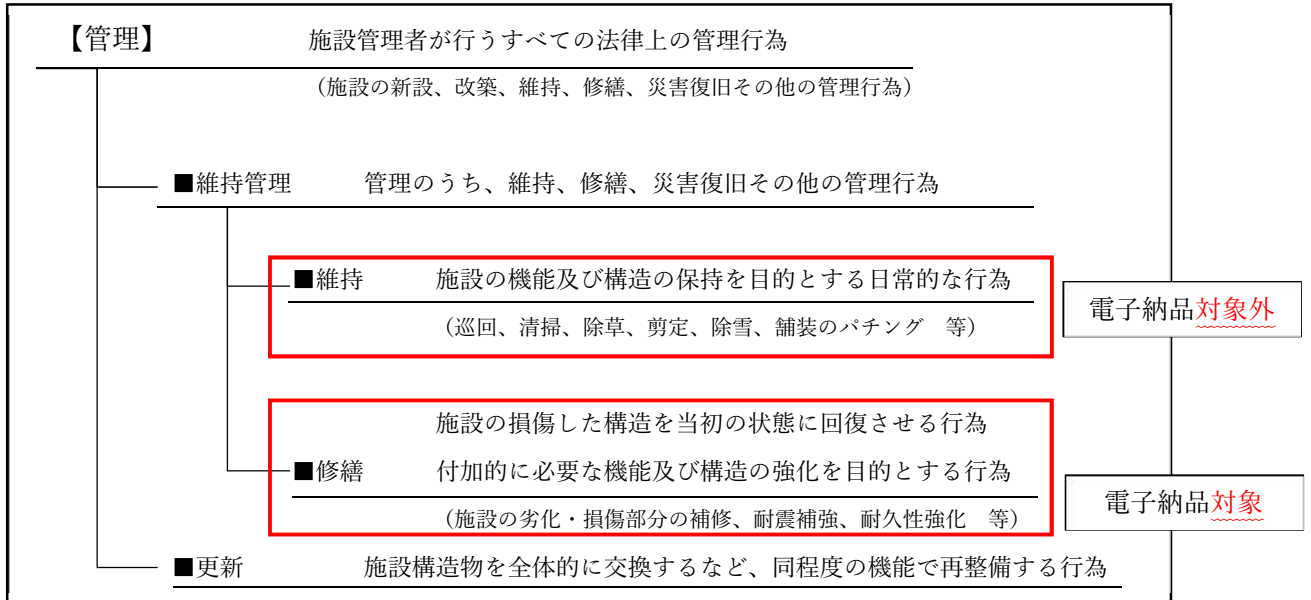 【管理】 施設管理者が行うすべての法律上の管理行為
（施設の新設、改築、維持、修繕、災害復旧その他の管理行為）
■維持管理 管理のうち、維持、修繕、災害復旧その他の管理行為
■維持 施設の機能及び構造の保持を目的とする日常的な行為
（巡回、清掃、除草、剪定、除雪、舗装のパチング 等）
電子納品対象外
施設の損傷した構造を当初の状態に回復させる行為
■修繕 付加的に必要な機能及び構造の強化を目的とする行為
（施設の劣化・損傷部分の補修、耐震補強、耐久性強化 等）
電子納品対象
■更新 施設構造物を全体的に交換するなど、同程度の機能で再整備する行為